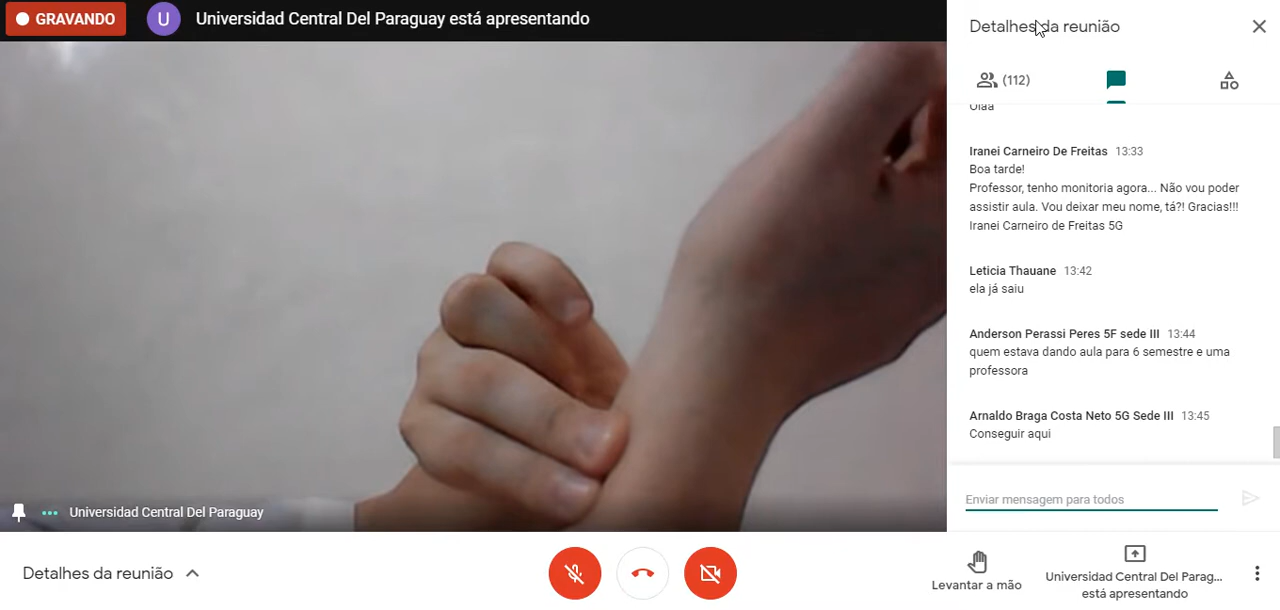 GRAVANDO
U
Universidad Central Del Paraguay está apresentando
Universidad Central Del Paraguay
Detalhes da reunião
Levantar a mão
Universidad Central Del Parag...
está apresentando
Detalhes da reunião
(112)
Olaa
Iranei Carneiro De Freitas 13:33
Boa tarde!
Professor, tenho monitoria agora... Não vou poder
assistir aula. Vou deixar meu nome, tá?! Gracias!!!
Iranei Carneiro de Freitas 5G
Leticia Thauane 13:42
ela já saiu
Anderson Perassi Peres 5F sede III 13:44
quem estava dando aula para 6 semestre e uma
professora
Arnaldo Braga Costa Neto 5G Sede III 13:45
Conseguir aqui
Enviar mensagem para todos